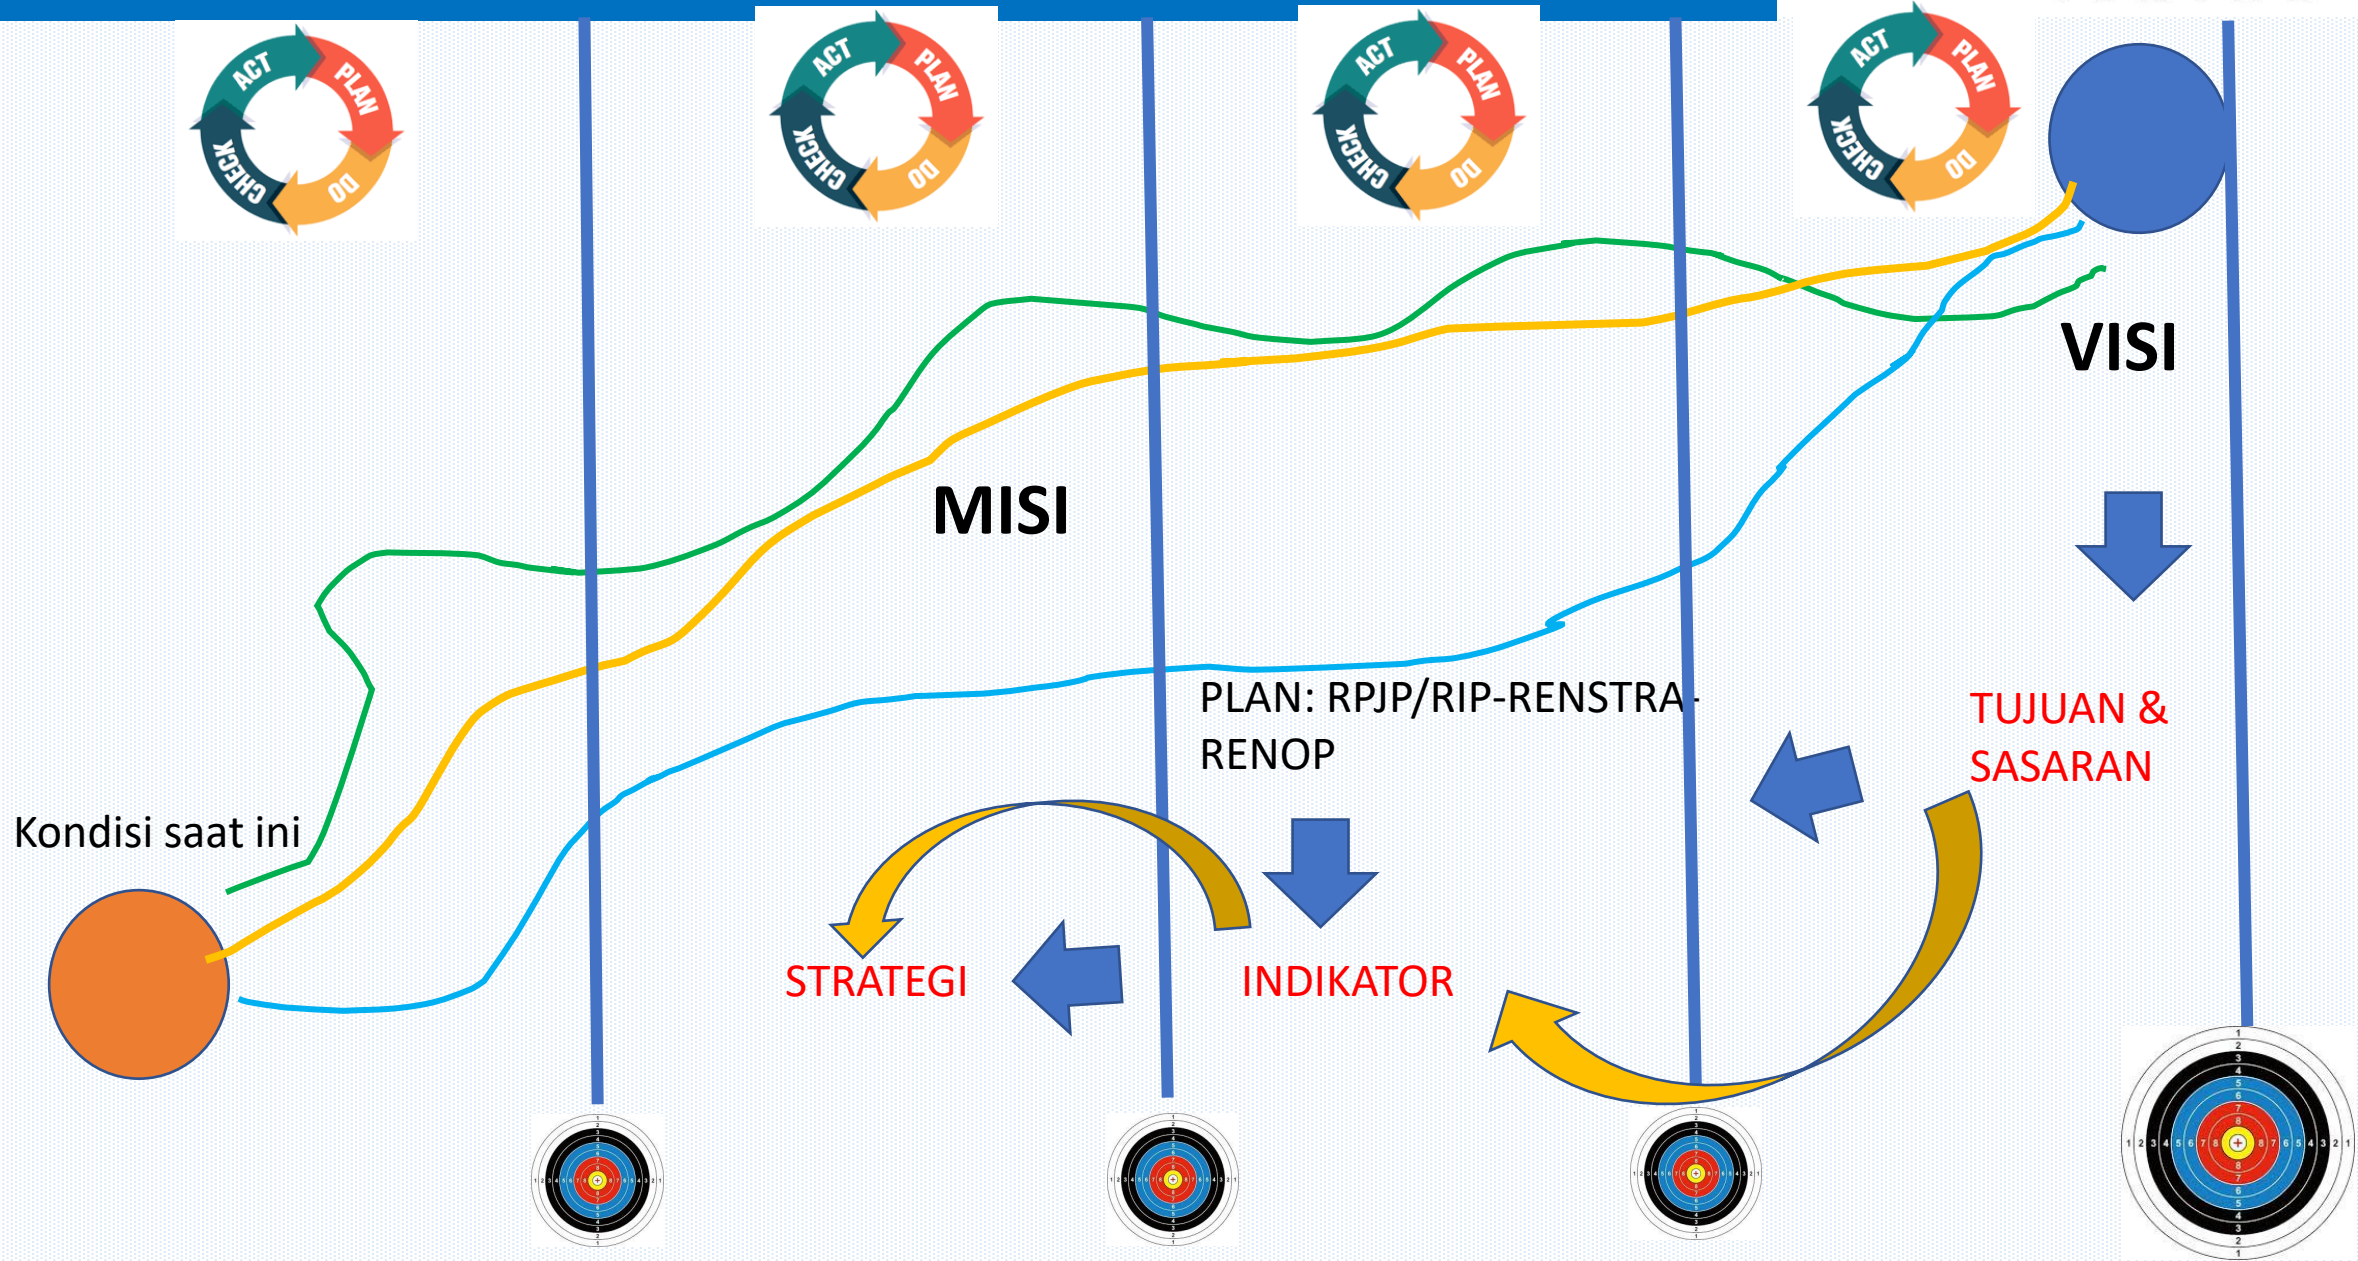 ACT
PLAN
DO
CHECK
ACT
PLAN
DO
CHECK
ACT
PLAN
DO
CHECK
ACT
PLAN
DO
CHECK
VISI
MISI
PLAN: RPJP/RIP-RENSTRA-
RENOP
TUJUAN &
SASARAN
Kondisi saat ini
STRATEGI
INDIKATOR